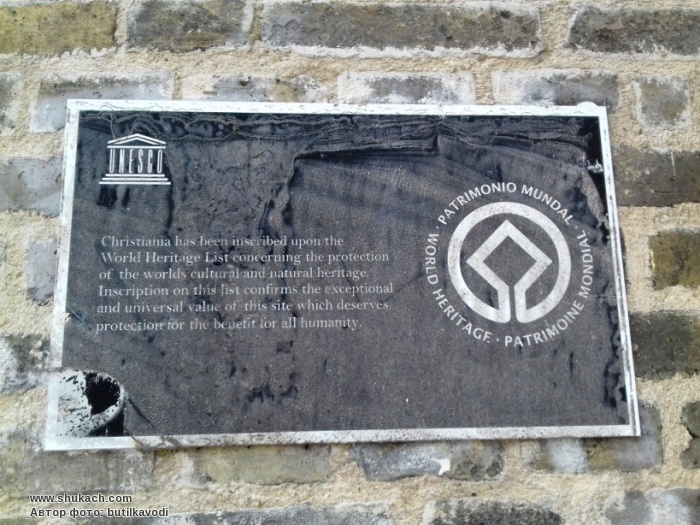 UNESCO
Christiania has been inscribed upon the
World Heritage List concerning the protection
of the worlds cultural and natural heritage.
Inscription on this list confirms the exceptional
and universal value of this site which deserves
protection for the benefit for all humanity.
· PATRIMONIO MUNDIAL ·
WORLD HERITAGE · PATRIMOINE MONDIAL
www.shukach.com
Автор фото: butilkavodi